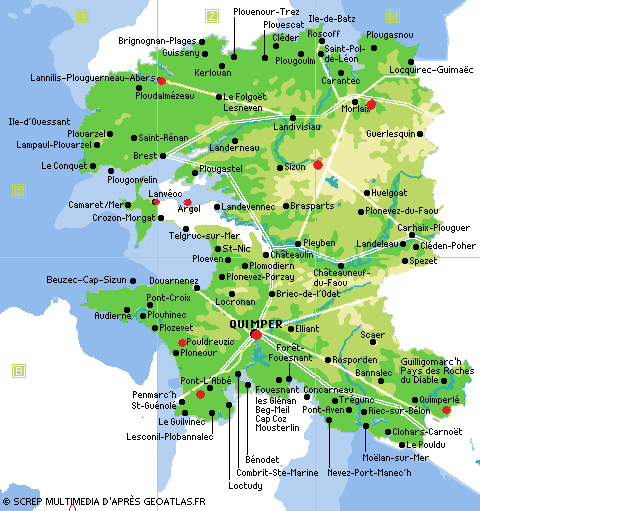 Plouvenour-Trez
Ile-de-Batz
Plouescat
Brignognan-Plages
Cléder
Roscoff
Plougasnou
Guisseny
Plougoulm
Saint-Pol-
de-Léon
Kerlouan
Carantec
Locquirec-Guimaëc
Lannilis-Plouguerneau-Abers
Ploudalmézeau
Le Folgoët
Lesneven
Morlaix
Ile-d'Ouessant
Landivisiau
Plouarzel
Saint-Rénan
Guerlesquin
Lampaul-Plouarzel
Landerneau
Brest
Le Conquet
Plougastel
Sizun
Plougonvelin
Lanvéoc
Huelgoat
Camaret/Mer
Argol
Landevennec
Brasparts
Plonevez-du-Faou
Crozon-Morgat
Telgruc-sur-Mer
Carhaix-Plouguer
St-Nic
Pleyben
Landeleau
Cléden-Poher
Ploeven
Châteaulin
Spezet
Plomodiern
Châteauneuf-
du-Faou
Beuzec-Cap-Sizun
Douarnenez
Plonevez-Porzay
Pont-Croix
Locronan
Briec-de-l'Odet
Audierne
Plouhinec
Plozevet
QUIMPER
Elliant
Scaer
Pouldreuzic
Forêt-
Fouesnant
Ploneour
Rosporden
Guilligomarc'h
Pays des Roches
du Diable
Bannalec
Pont-L'Abbé
Penmarc'h
St-Guénolé
Fouesnant
les Glénan
Beg-Meil
Cap Coz
Mousterlin
Concarneau
Trégunc
Quimperlé
Pont-Aven
Riec-sur-Bélon
Le Guilvinec
Clohars-Carnoët
Lesconil-Plobannalec
Le Pouldu
Bénodet
Moëlan-sur-Mer
Combrit-Ste-Marine
Nevez-Port-Manec'h
Loctudy
© SCREP MULTIMEDIA D'APRÈS GEOATLAS.FR